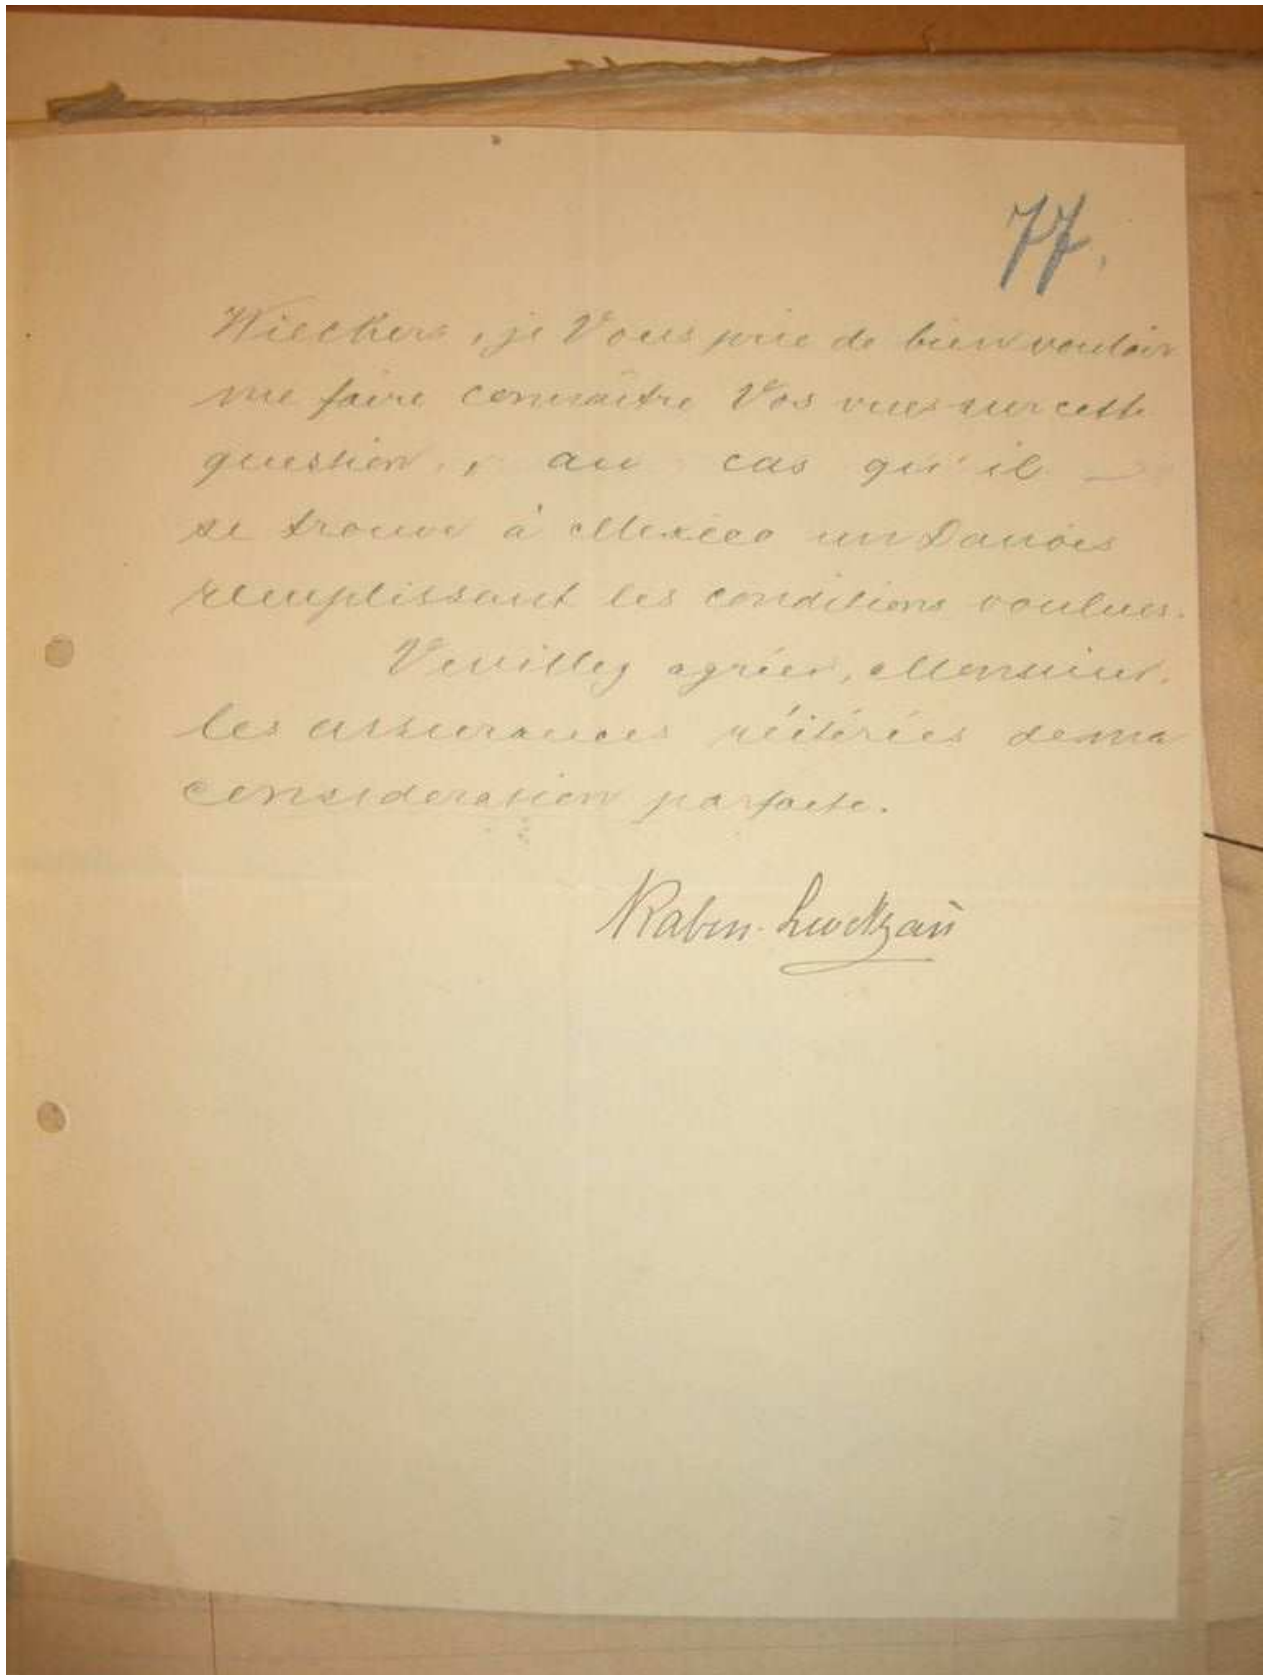 77.
Wiechers, je Vous prie de bien vouloir
me faire connaître Vos vues sur cette
question, au cas qu'il
se trouve à Mexico un Danois
remplissant les conditions voulues.
Veuillez agréer, Monsieur,
les assurances réitérées de ma
consideration parfaite.
Raben-Levetzau